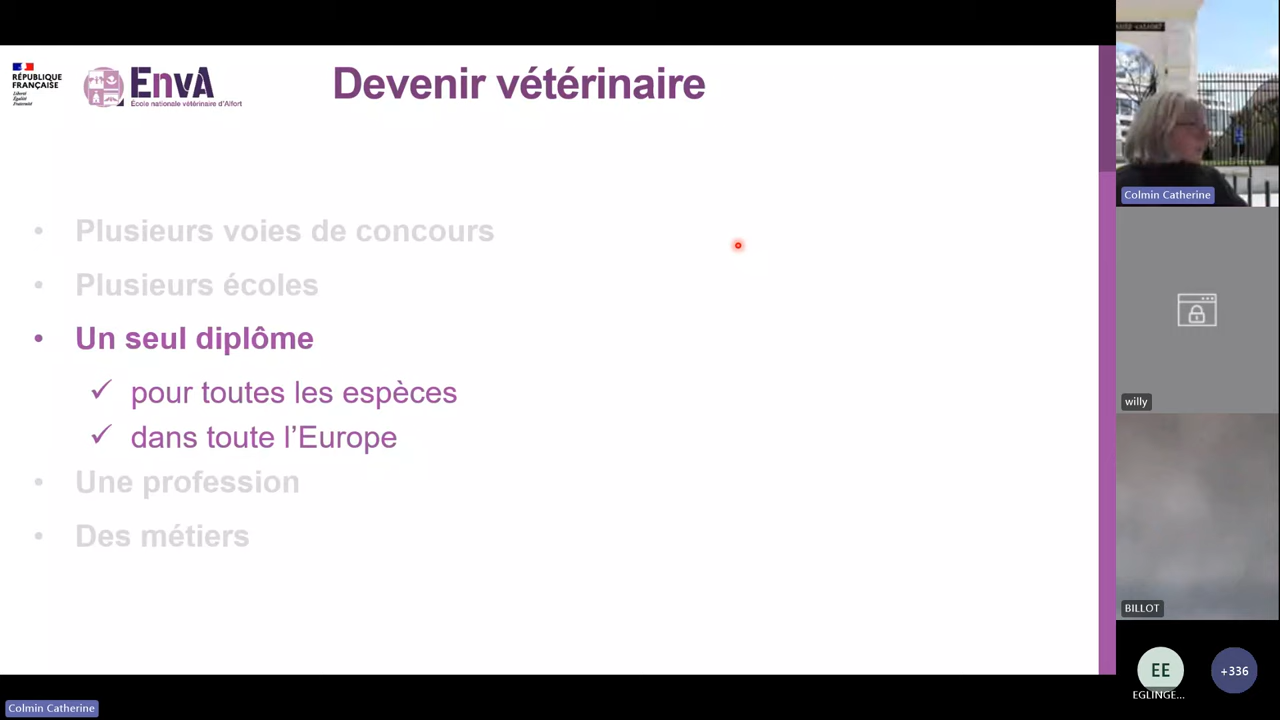 RÉPUBLIQUE
FRANÇAISE
Liberté
Égalité
Fraternité
EnvA
École nationale vétérinaire d'Alfort
Devenir vétérinaire
• Plusieurs voies de concours
• Plusieurs écoles
• Un seul diplôme
✓ pour toutes les espèces
✓ dans toute l’Europe
• Une profession
• Des métiers
Colmin Catherine
willy
BILLOT
EE
EGLINGE...
+336
Colmin Catherine